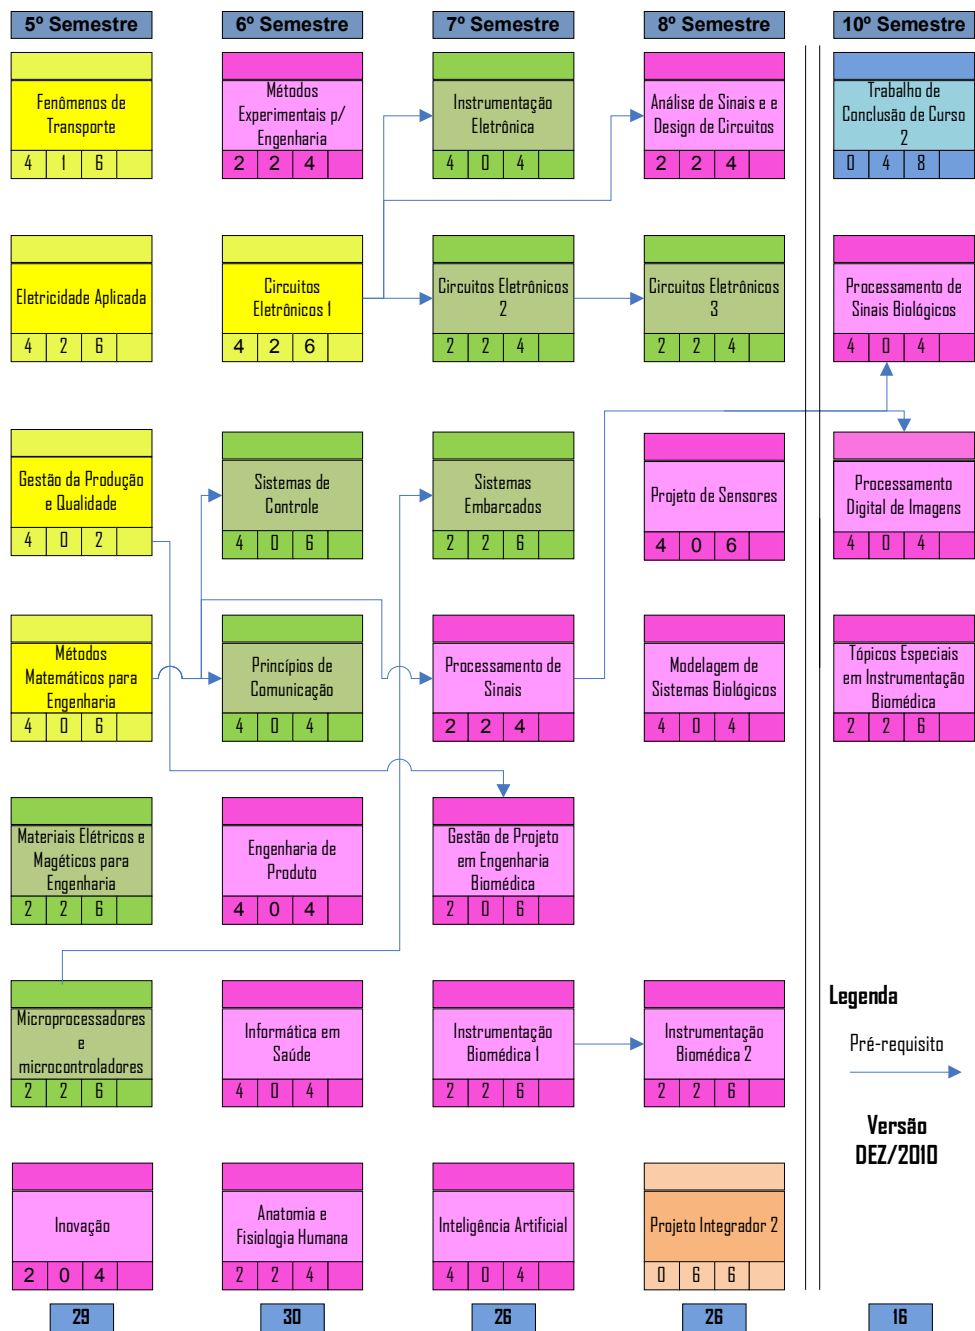 5º Semestre
6º Semestre
7º Semestre
8º Semestre
10º Semestre
Fenômenos de
Transporte
4 1 6
Métodos
Experimentais p/
Engenharia
2 2 4
Instrumentação
Eletrônica
4 0 4
Análise de Sinais e e
Design de Circuitos
2 2 4
Trabalho de
Conclusão de Curso
2
0 4 8
Eletricidade Aplicada
4 2 6
Circuitos
Eletrônicos 1
4 2 6
Circuitos Eletrônicos
2
2 2 4
Circuitos Eletrônicos
3
2 2 4
Processamento de
Sinais Biológicos
4 0 4
Gestão da Produção
e Qualidade
4 0 2
Sistemas de
Controle
4 0 6
Sistemas
Embarcados
2 2 6
Projeto de Sensores
4 0 6
Processamento
Digital de Imagens
4 0 4
Métodos
Matemáticos para
Engenharia
4 0 6
Princípios de
Comunicação
4 0 4
Processamento de
Sinais
2 2 4
Modelagem de
Sistemas Biológicos
4 0 4
Tópicos Especiais
em Instrumentação
Biomédica
2 2 6
Materiais Elétricos e
Magéticos para
Engenharia
2 2 6
Engenharia de
Produto
4 0 4
Gestão de Projeto
em Engenharia
Biomédica
2 0 6
Microprocessadores
e
microcontroladores
2 2 6
Informática em
Saúde
4 0 4
Instrumentação
Biomédica 1
2 2 6
Instrumentação
Biomédica 2
2 2 6
Legenda
Pré-requisito
Versão
DEZ/2010
Inovação
2 0 4
Anatomia e
Fisiologia Humana
2 2 4
Inteligência Artificial
4 0 4
Projeto Integrador 2
0 6 6
29
30
26
26
16